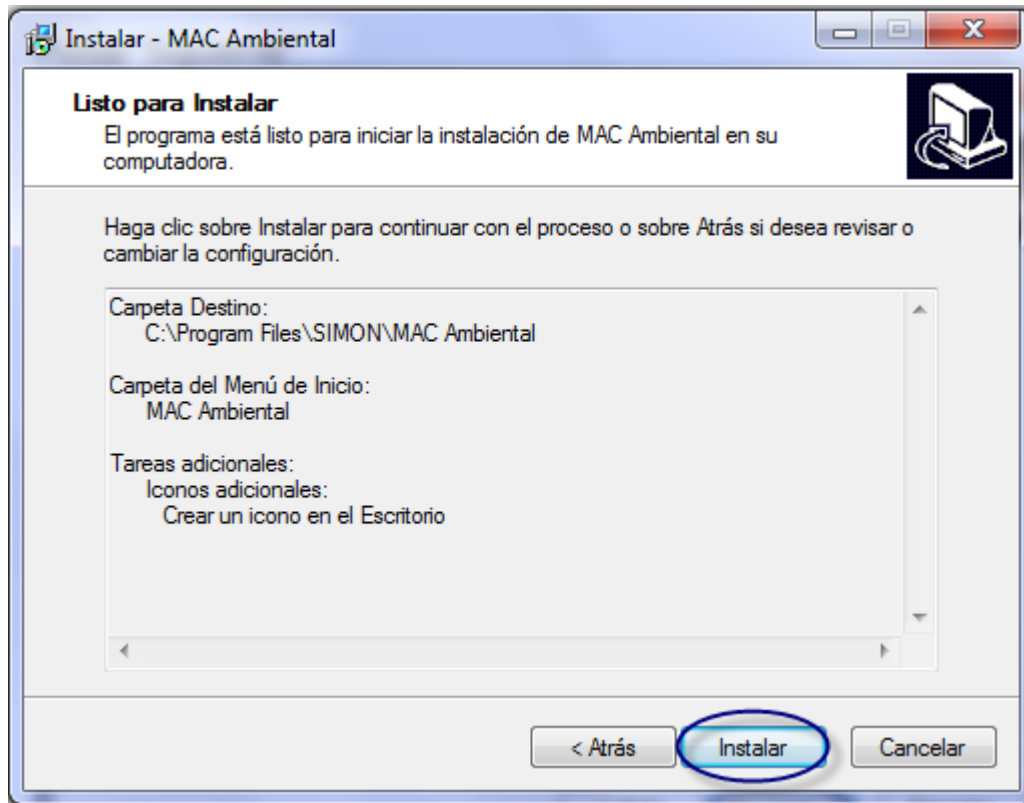 Instalar - MAC Ambiental
Listo para Instalar
El programa está listo para iniciar la instalación de MAC Ambiental en su
computadora.
Haga clic sobre Instalar para continuar con el proceso o sobre Atrás si desea revisar o
cambiar la configuración.
Carpeta Destino:
C:\Program Files\SIMON\MAC Ambiental
Carpeta del Menú de Inicio:
MAC Ambiental
Tareas adicionales:
Iconos adicionales:
Crear un icono en el Escritorio
< Atrás Instalar Cancelar